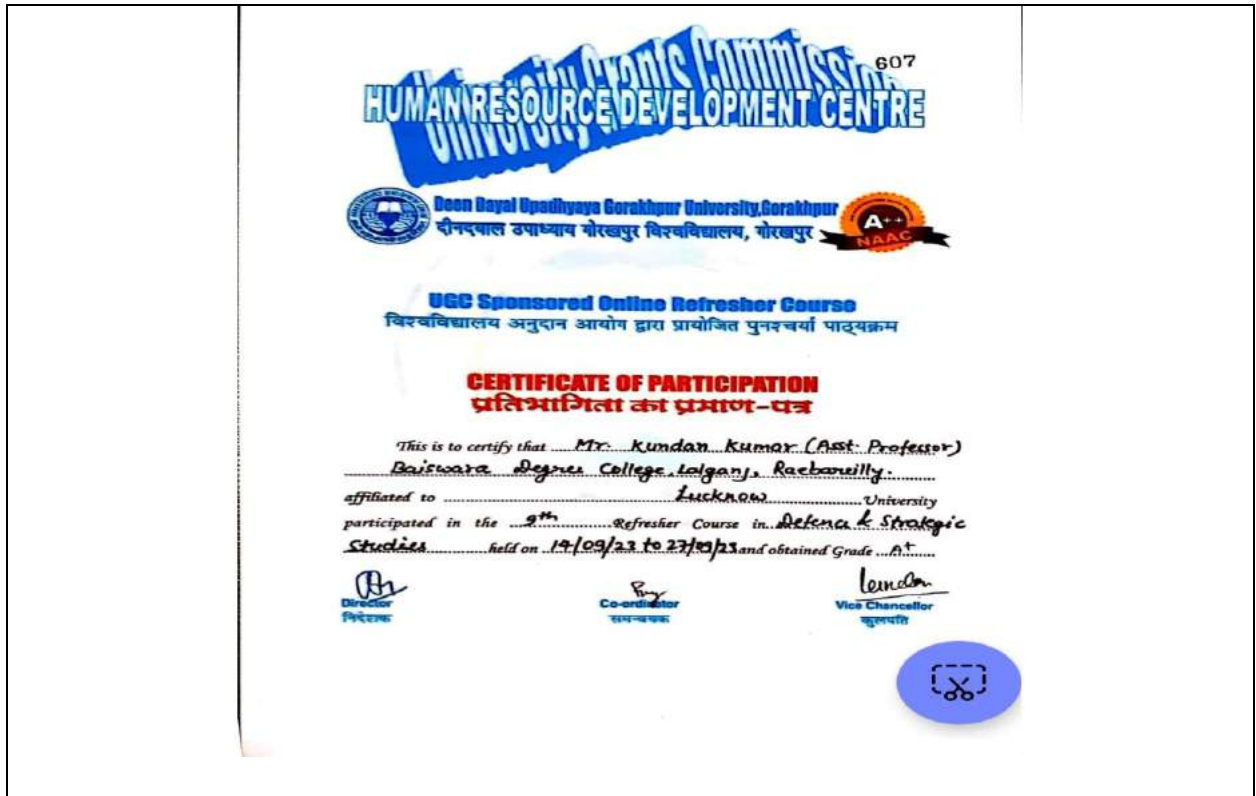 607
University Grants Commission
HUMAN RESOURCE DEVELOPMENT CENTRE
Deen Dayal Upadhyaya Gorakhpur University,Gorakhpur
दीनदयाल उपाध्याय गोरखपुर विश्वविद्यालय, गोरखपुर
A++
NAAC
UGC Sponsored Online Refresher Course
विश्वविद्यालय अनुदान आयोग द्वारा प्रायोजित पुनश्चर्या पाठ्यक्रम
CERTIFICATE OF PARTICIPATION
प्रतिभागिता का प्रमाण-पत्र
This is to certify that Mr. Kundan Kumar (Asst. Professor)
Baiswara Degree College, Lalganj, Raebareilly.
affiliated to Lucknow University
participated in the 9th Refresher Course in Defence & Strategic
Studies held on 14/09/23 to 27/09/23 and obtained Grade A+
Director
निदेशक
Co-ordinator
समन्वयक
Vice Chancellor
कुलपति